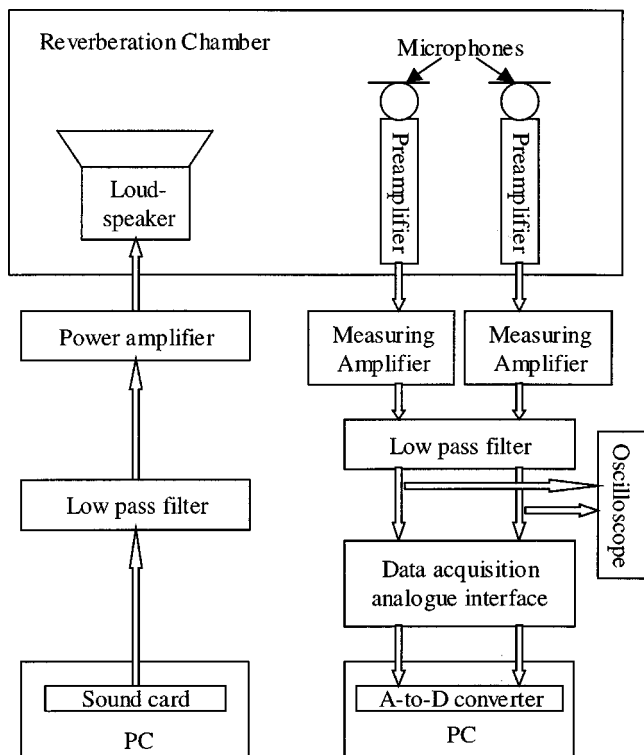 Reverberation Chamber
Microphones
Loud-
speaker
Preamplifier
Preamplifier
Power amplifier
Measuring
Amplifier
Measuring
Amplifier
Low pass filter
Low pass filter
Oscilloscope
Data acquisition
analogue interface
Sound card
PC
A-to-D converter
PC